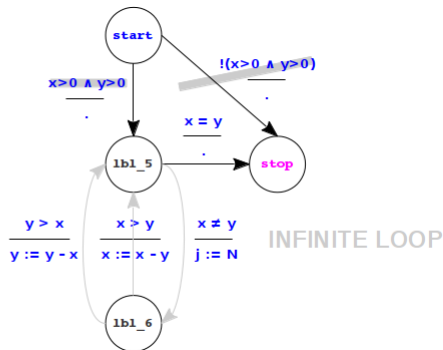 start
x>0 ∧ y>0
.
!(x>0 ∧ y>0)
.
x = y
.
lbl_5
stop
y > x
y := y - x
x > y
x := x - y
x ≠ y
j := N
INFINITE LOOP
lbl_6